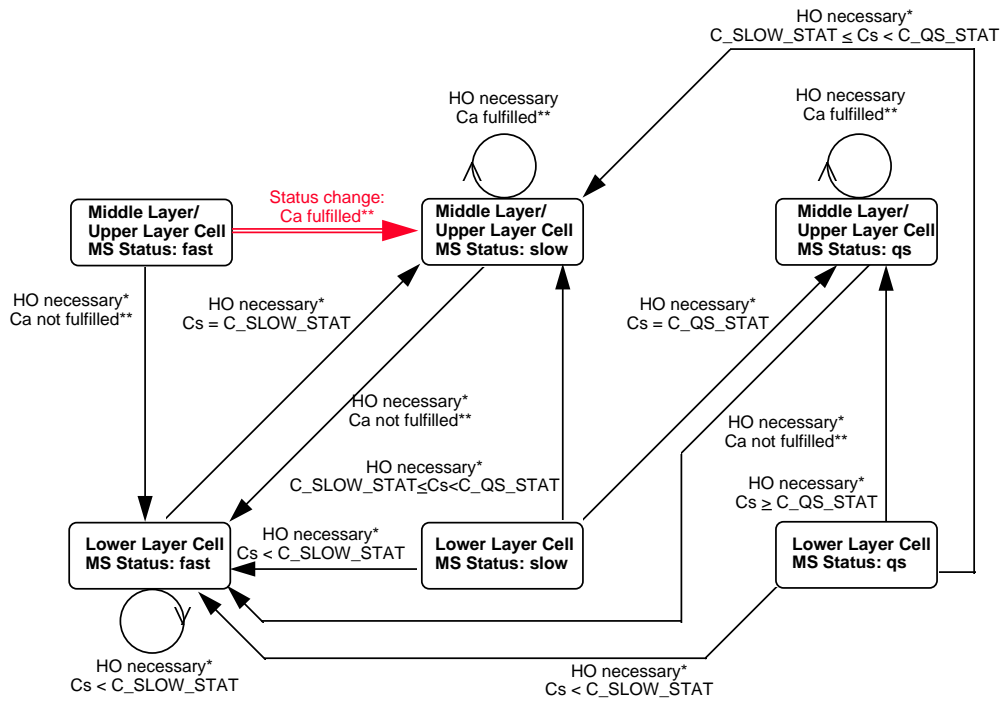 HO necessary*
C_SLOW_STAT ≤ Cs < C_QS_STAT
HO necessary
Ca fulfilled**
HO necessary
Ca fulfilled**
Status change:
Ca fulfilled**
Middle Layer/
Upper Layer Cell
MS Status: fast
Middle Layer/
Upper Layer Cell
MS Status: slow
Middle Layer/
Upper Layer Cell
MS Status: qs
HO necessary*
Ca not fulfilled**
HO necessary*
Cs = C_SLOW_STAT
HO necessary*
Cs = C_QS_STAT
HO necessary*
Ca not fulfilled**
HO necessary*
Ca not fulfilled**
HO necessary*
C_SLOW_STAT≤Cs<C_QS_STAT
HO necessary*
Cs ≥ C_QS_STAT
HO necessary*
Cs < C_SLOW_STAT
Lower Layer Cell
MS Status: fast
Lower Layer Cell
MS Status: slow
Lower Layer Cell
MS Status: qs
HO necessary*
Cs < C_SLOW_STAT
HO necessary*
Cs < C_SLOW_STAT